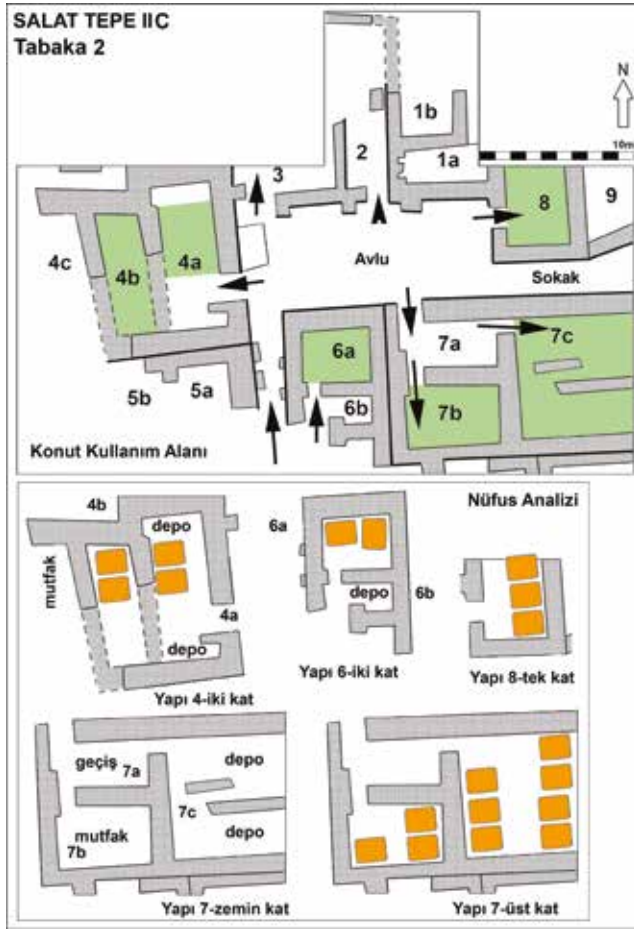 SALAT TEPE IIC
Tabaka 2
N
10m
1b
1a
2
3
8
9
4c
4b
4a
Avlu
Sokak
7a
7c
6a
6b
7b
5b
5a
Konut Kullanım Alanı
Nüfus Analizi
4b
depo
mutfak
4a
depo
Yapı 4-iki kat
6a
depo
6b
Yapı 6-iki kat
Yapı 8-tek kat
geçiş
7a
depo
7c
mutfak
7b
depo
Yapı 7-zemin kat
Yapı 7-üst kat